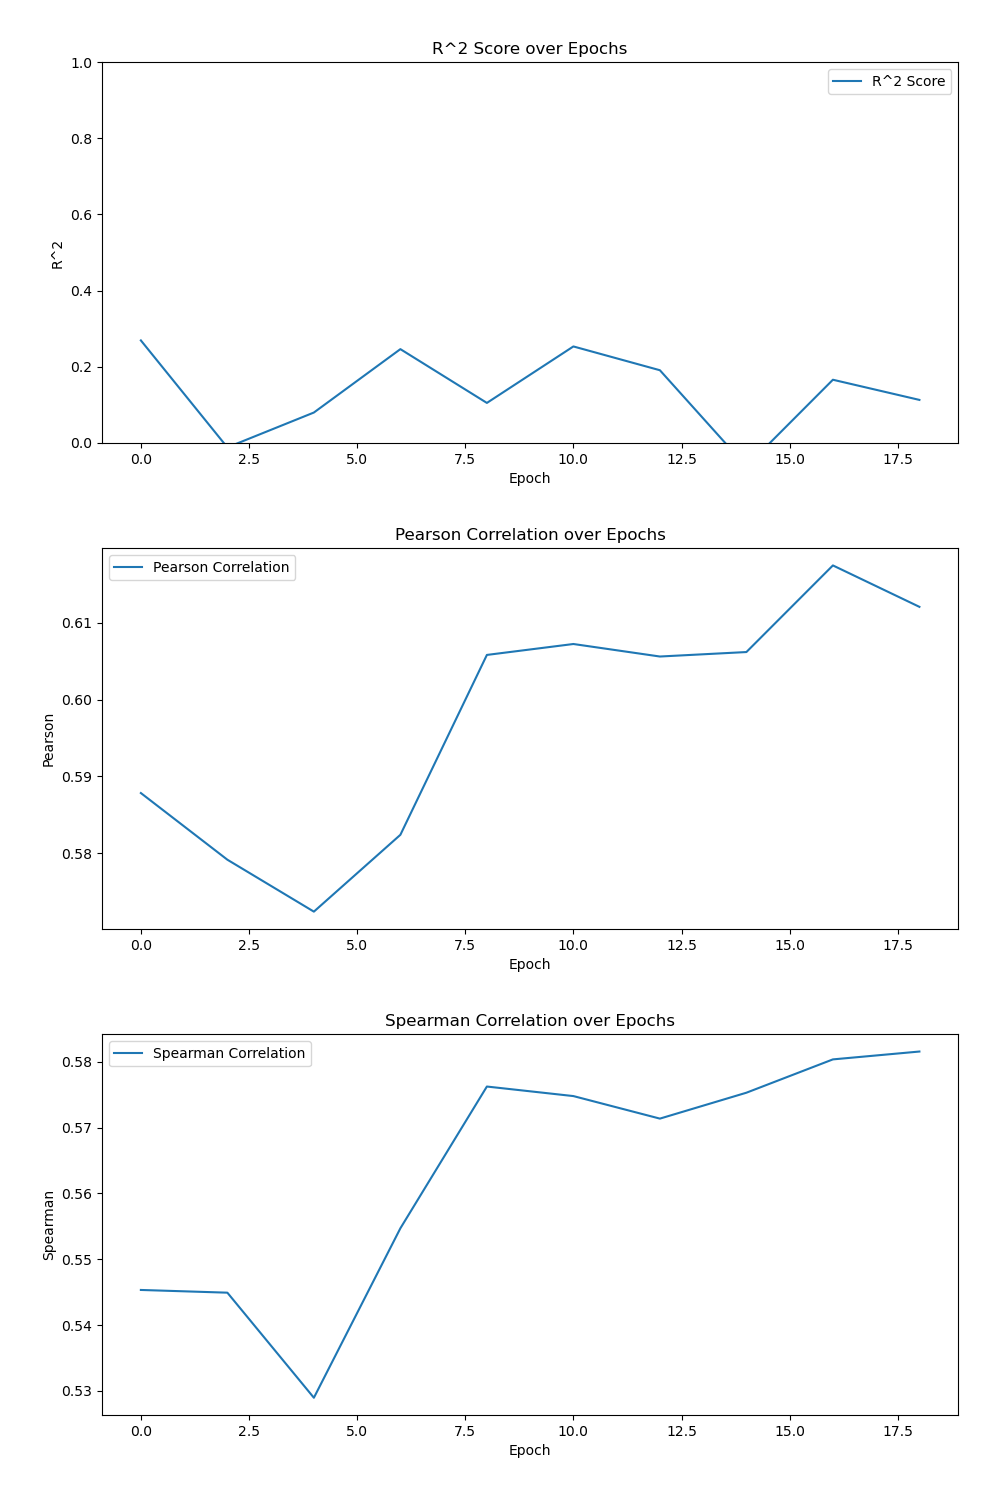 R^2 Score over Epochs
1.0
R^2 Score
0.8
0.6
R^2
0.4
0.2
0.0
0.0 2.5 5.0 7.5 10.0 12.5 15.0 17.5
Epoch
Pearson Correlation over Epochs
Pearson Correlation
0.61
0.60
Pearson
0.59
0.58
0.0 2.5 5.0 7.5 10.0 12.5 15.0 17.5
Epoch
Spearman Correlation over Epochs
Spearman Correlation
0.58
0.57
0.56
Spearman
0.55
0.54
0.53
0.0 2.5 5.0 7.5 10.0 12.5 15.0 17.5
Epoch